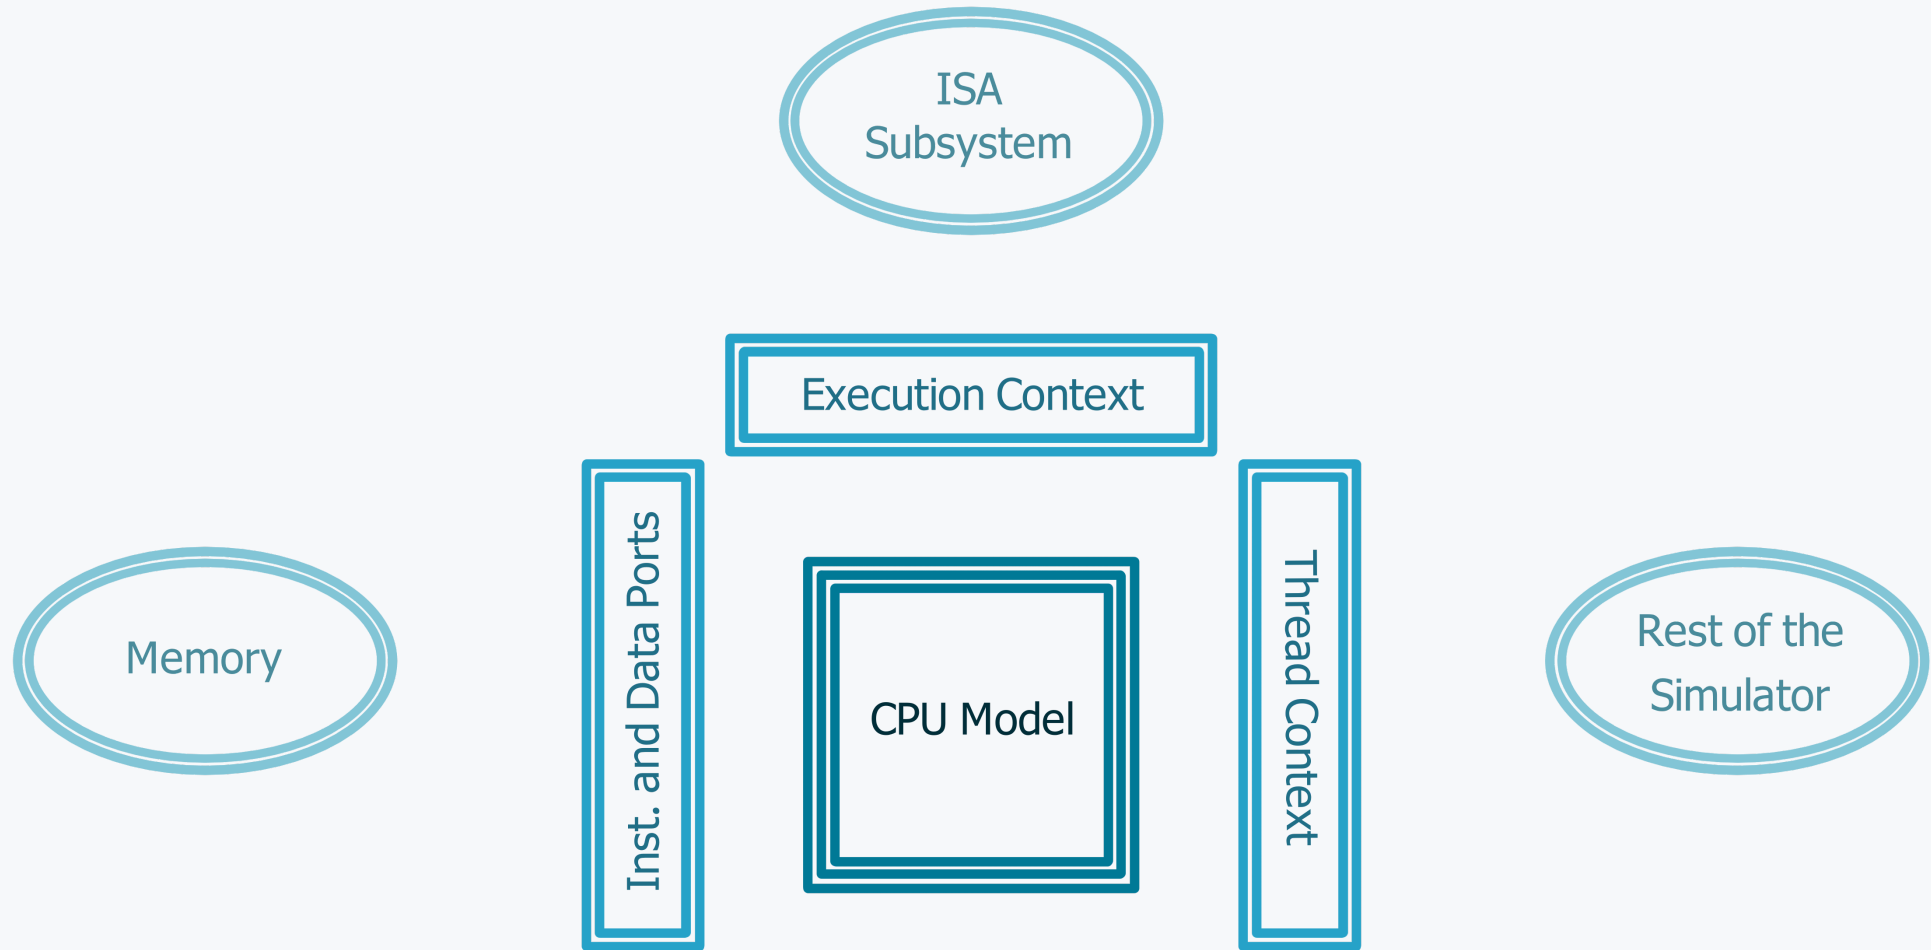 ISA
Subsystem
Execution Context
Inst. and Data Ports
Thread Context
Memory
CPU Model
Rest of the
Simulator